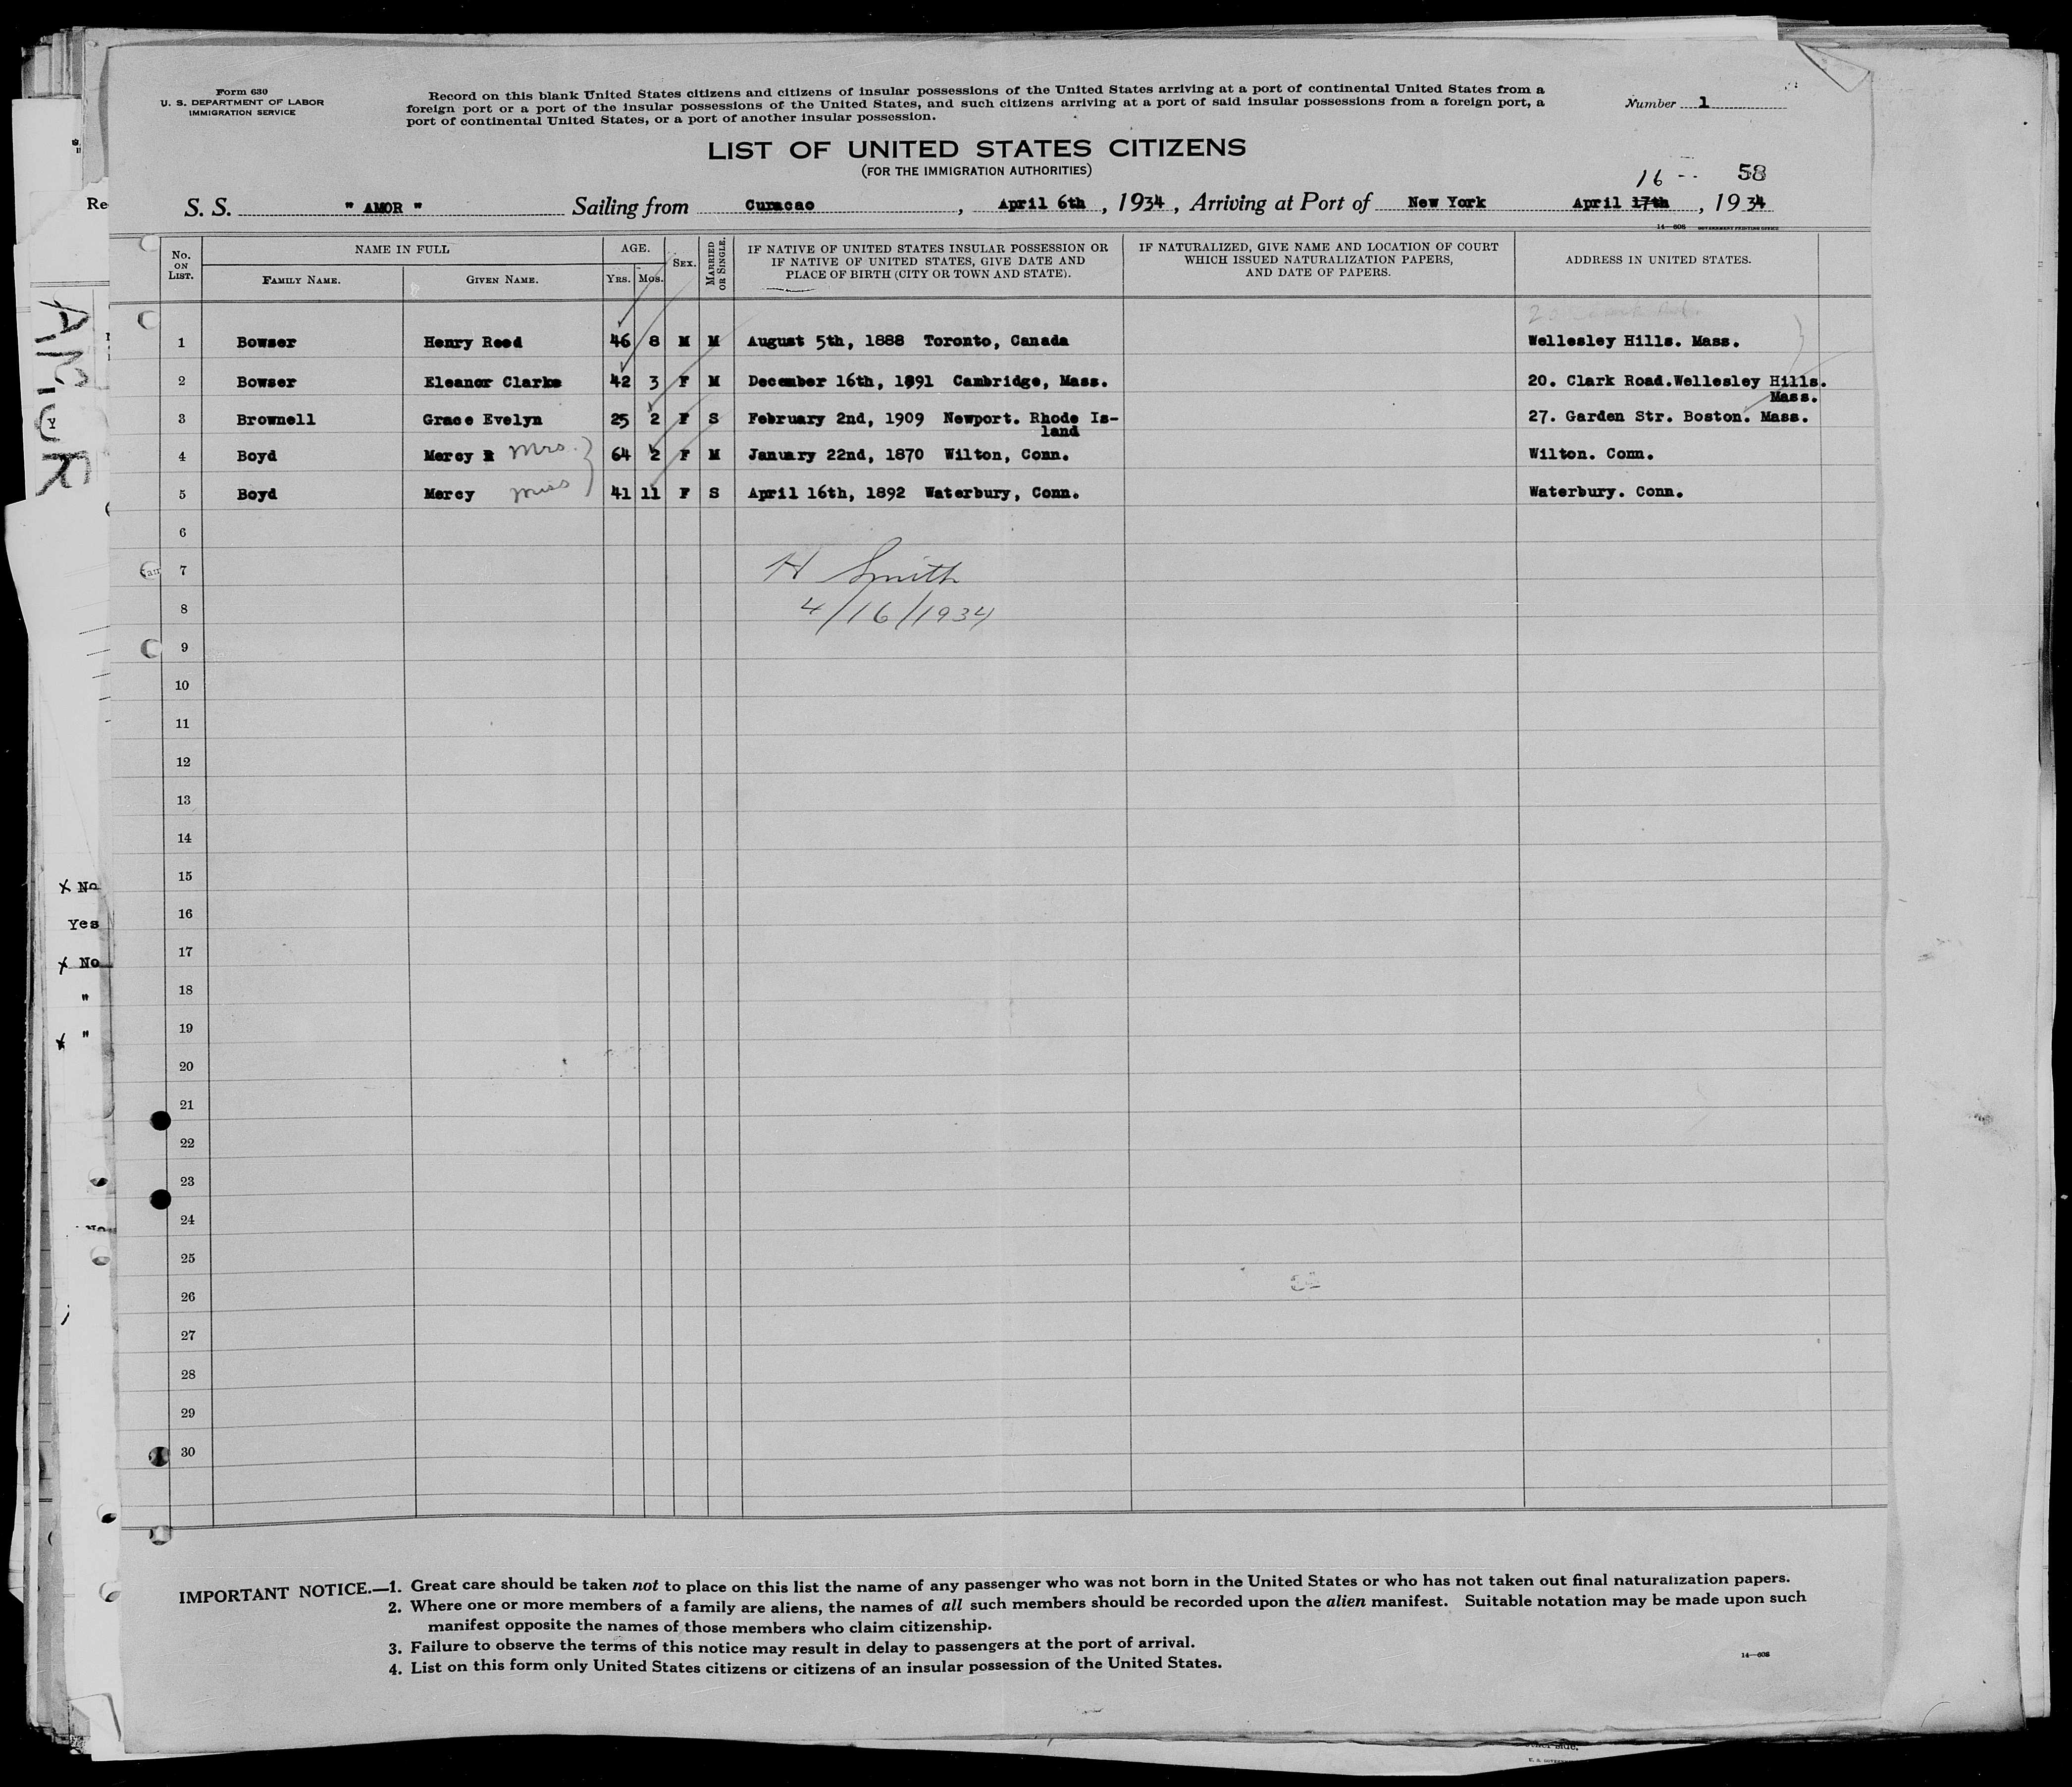 Form 630
U. S. DEPARTMENT OF LABOR
IMMIGRATION SERVICE
Record on this blank United States citizens and citizens of insular possessions of the United States arriving at a port of continental United States from a
foreign port or a port of the insular possessions of the United States, and such citizens arriving at a port of said insular possessions from a foreign port, a
port of continental United States, or a port of another insular possession.
Number 1
LIST OF UNITED STATES CITIZENS
(FOR THE IMMIGRATION AUTHORITIES)
16 58
S. S. " AMOR " Sailing from Curacao, April 6th, 1934, Arriving at Port of New York April 17th, 1934
14—608 GOVERNMENT PRINTING OFFICE
No. ON LIST. NAME IN FULL FAMILY NAME. GIVEN NAME. AGE. YRS. MOS. SEX. MARRIED OR SINGLE. IF NATIVE OF UNITED STATES INSULAR POSSESSION OR IF NATIVE OF UNITED STATES, GIVE DATE AND PLACE OF BIRTH (CITY OR TOWN AND STATE). IF NATURALIZED, GIVE NAME AND LOCATION OF COURT WHICH ISSUED NATURALIZATION PAPERS, AND DATE OF PAPERS. ADDRESS IN UNITED STATES.
1 Bowser Henry Reed 46 8 M M August 5th, 1888 Toronto, Canada Wellesley Hills. Mass.
2 Bowser Eleanor Clarke 42 3 F M December 16th, 1891 Cambridge, Mass. 20. Clark Road.Wellesley Hills.
Mass.
3 Brownell Grace Evelyn 25 2 F S February 2nd, 1909 Newport. Rhode Is- 27. Garden Str. Boston. Mass.
land
4 Boyd Mercy Mrs. 64 2 F M January 22nd, 1870 Wilton, Conn. Wilton. Conn.
5 Boyd Mercy Miss 41 11 F S April 16th, 1892 Waterbury, Conn. Waterbury. Conn.
6
7 H Smith
8 4/16/1934
9
10
11
12
13
14
15
16
17
18
19
20
21
22
23
24
25
26
27
28
29
30
IMPORTANT NOTICE.—1. Great care should be taken not to place on this list the name of any passenger who was not born in the United States or who has not taken out final naturalization papers.
2. Where one or more members of a family are aliens, the names of all such members should be recorded upon the alien manifest. Suitable notation may be made upon such
manifest opposite the names of those members who claim citizenship.
3. Failure to observe the terms of this notice may result in delay to passengers at the port of arrival.
4. List on this form only United States citizens or citizens of an insular possession of the United States.
14—608
Re
Y
x No
Yes
x No
"
x "
other side.